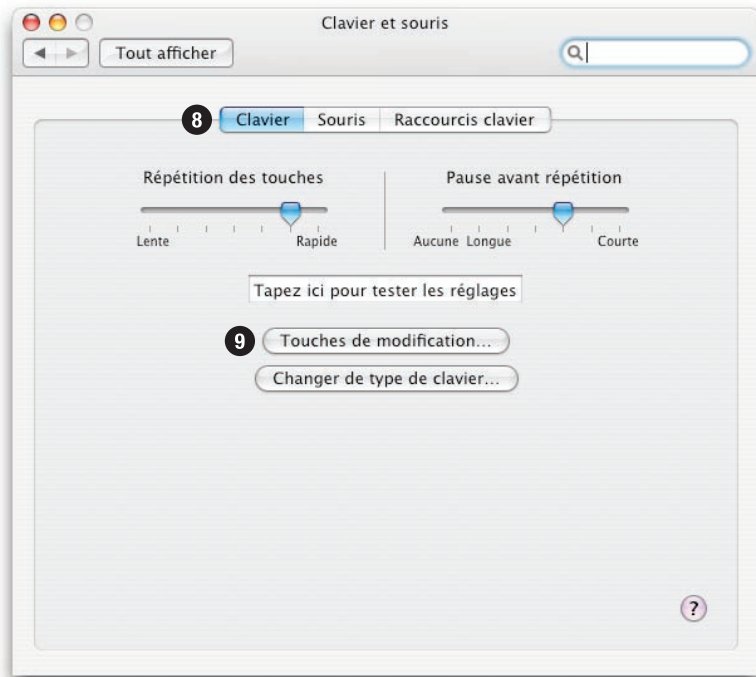 Clavier et souris
Tout afficher
8 Clavier Souris Raccourcis clavier
Répétition des touches Pause avant répétition
Lente Rapide Aucune Longue Courte
Tapez ici pour tester les réglages
9 Touches de modification...
Changer de type de clavier...
?